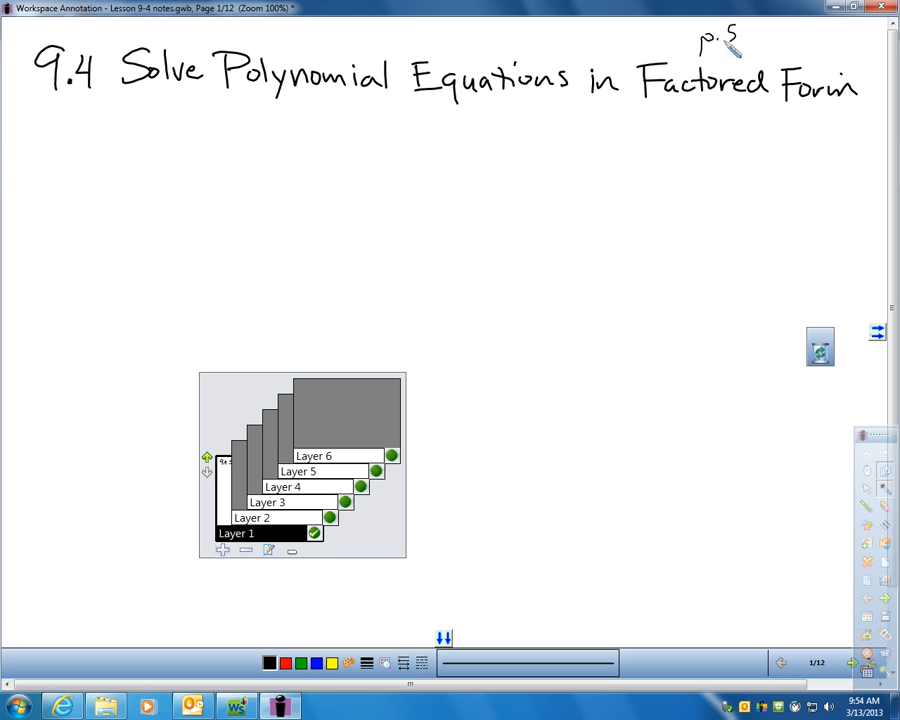 Workspace Annotation - Lesson 9-4 notes.gwb, Page 1/12 (Zoom 100%) *
p.5
9.4 Solve Polynomial Equations in Factored Form
Layer 6
Layer 5
Layer 4
Layer 3
Layer 2
Layer 1
1/12
9:54 AM
3/13/2013